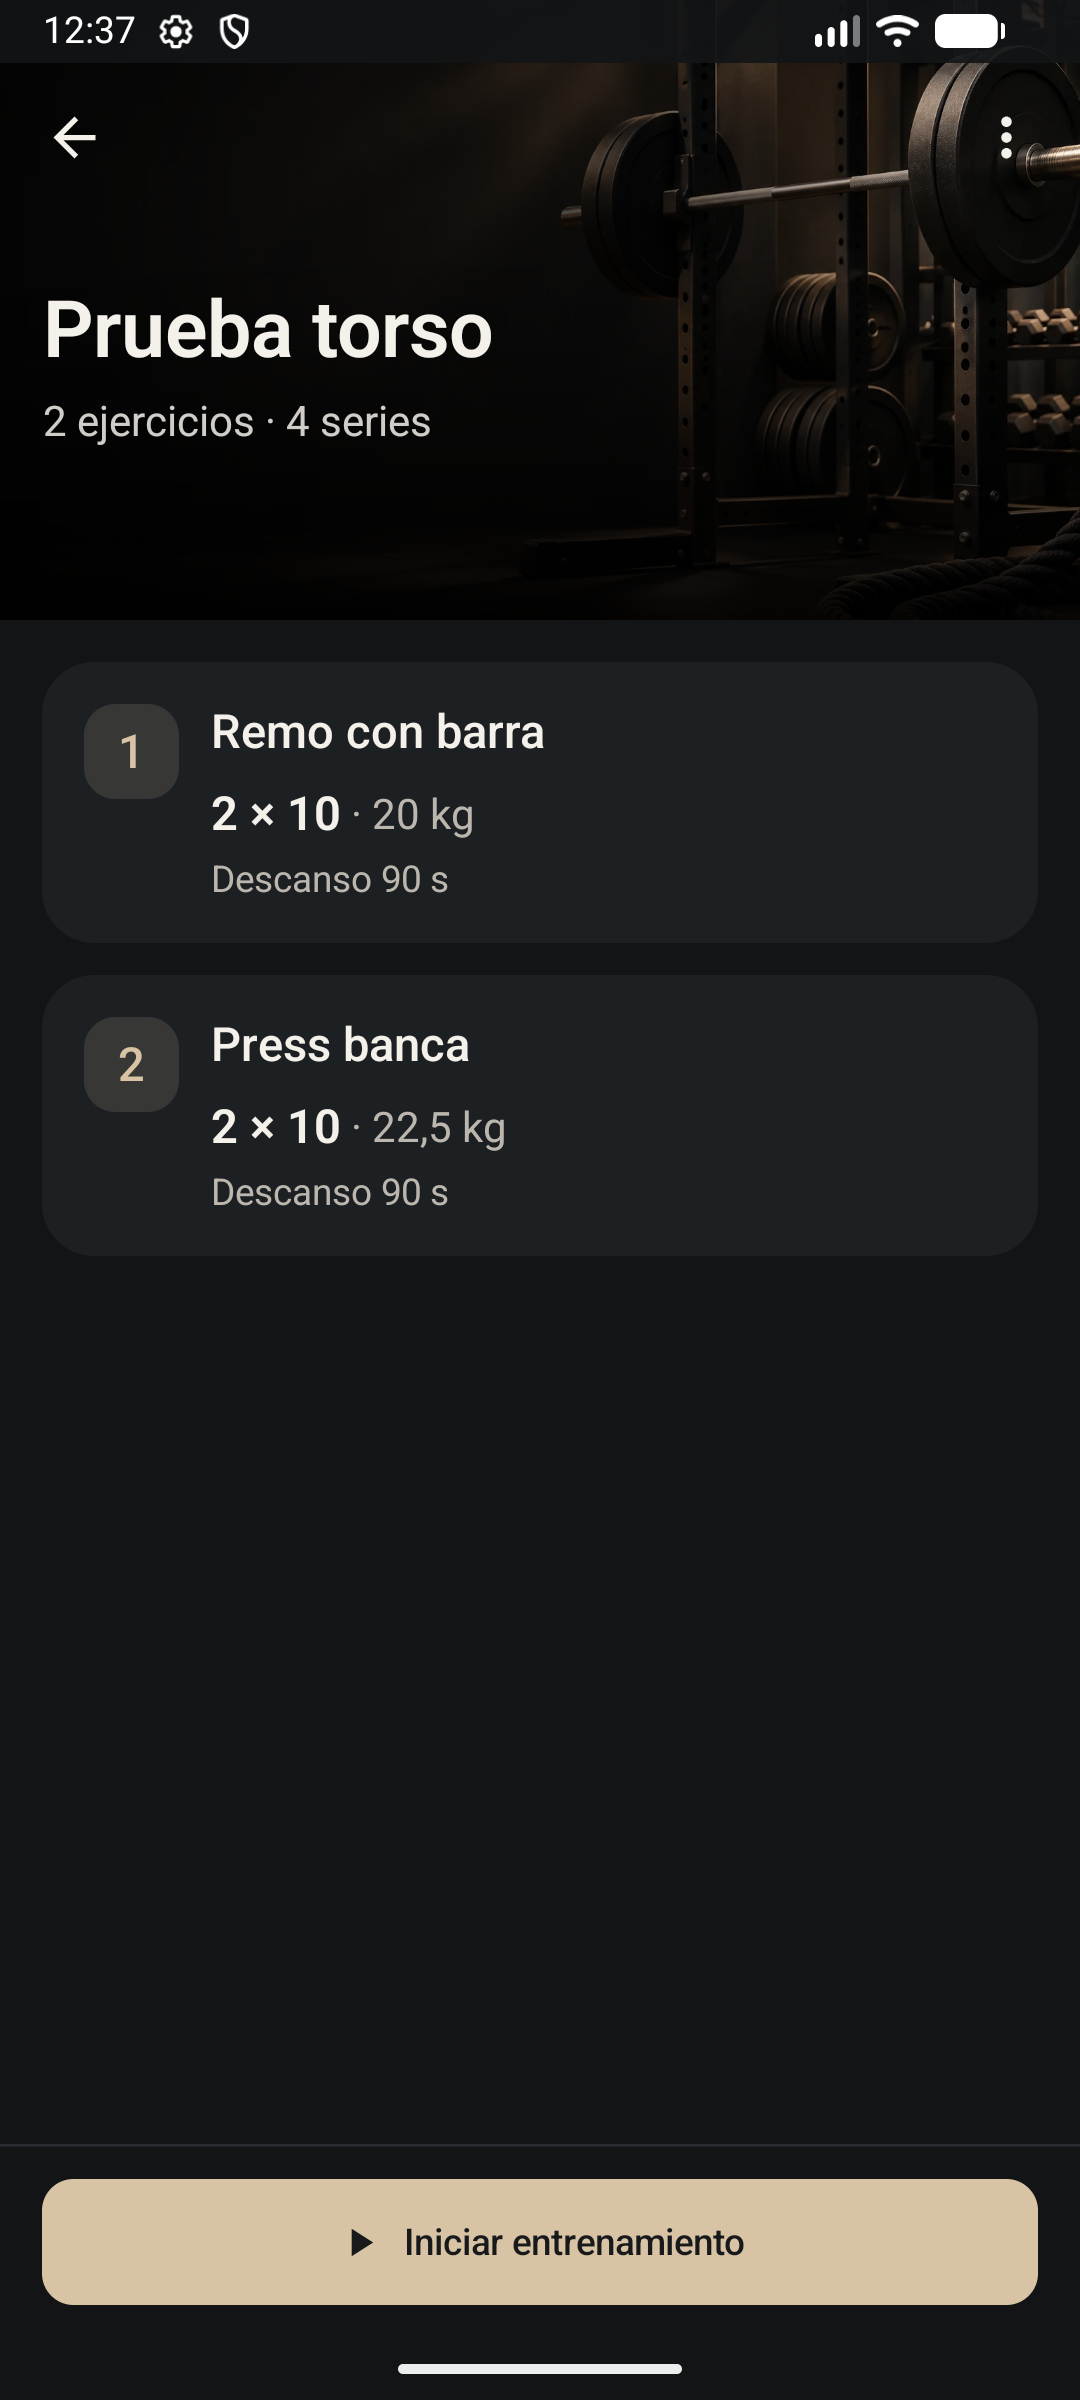 12:37
Prueba torso
2 ejercicios · 4 series
1
Remo con barra
2 × 10 · 20 kg
Descanso 90 s
2
Press banca
2 × 10 · 22,5 kg
Descanso 90 s
Iniciar entrenamiento